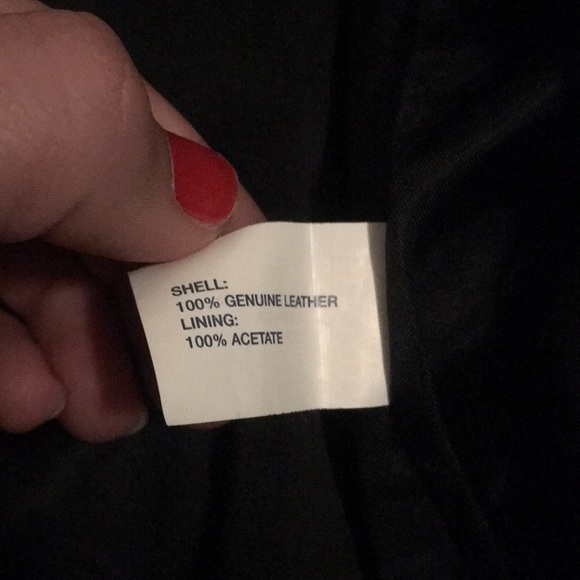 SHELL:
100% GENUINE LEATHER
LINING:
100% ACETATE